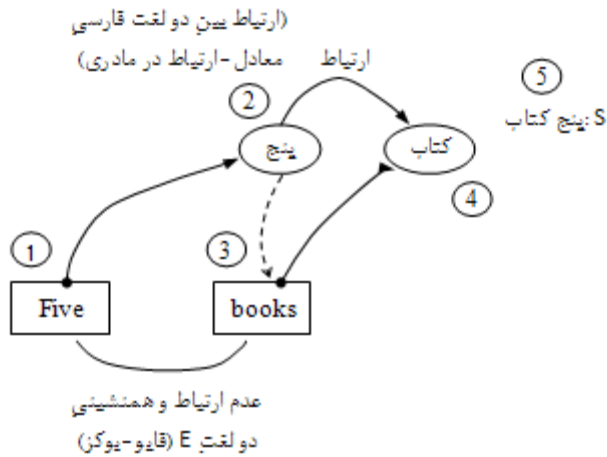 (ارتباط بین دو لغت فارسی
معادل-ارتباط در مادری)
ارتباط
5
S: پنج کتاب
2
پنج
کتاب
4
1
3
Five
books
عدم ارتباط و همنشینی
دو لغت E (فایو-بوکز)